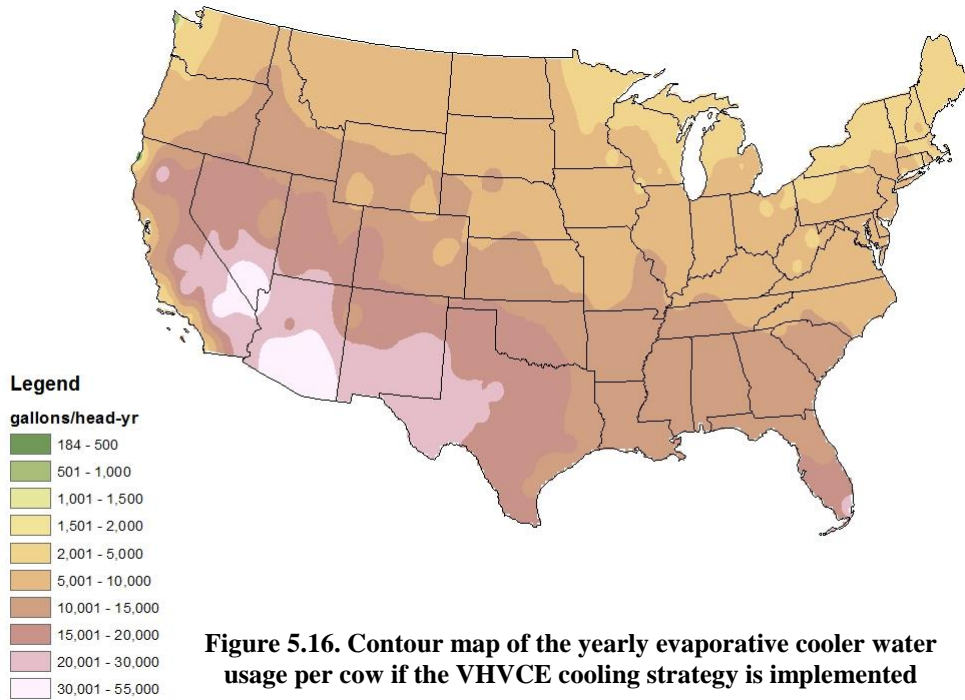 Legend
gallons/head-yr
184 - 500
501 - 1,000
1,001 - 1,500
1,501 - 2,000
2,001 - 5,000
5,001 - 10,000
10,001 - 15,000
15,001 - 20,000
20,001 - 30,000
30,001 - 55,000
Figure 5.16. Contour map of the yearly evaporative cooler water
usage per cow if the VHVCE cooling strategy is implemented